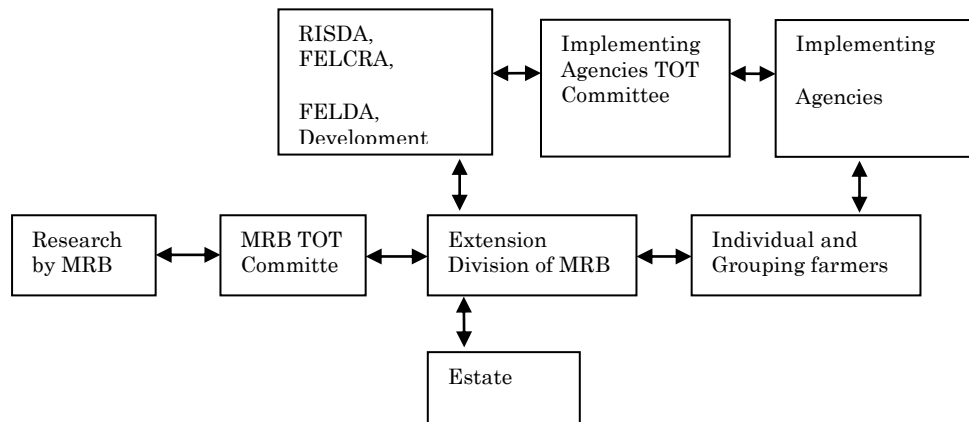 RISDA,
FELCRA,
FELDA,
Development
Implementing
Agencies TOT
Committee
Implementing
Agencies
Research
by MRB
MRB TOT
Committe
Extension
Division of MRB
Individual and
Grouping farmers
Estate